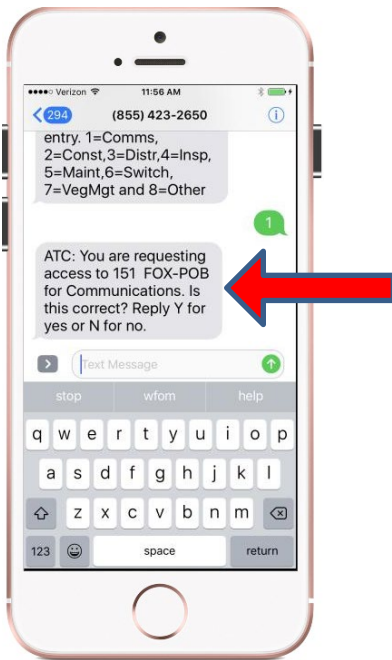 Verizon 11:56 AM
294 (855) 423-2650
entry. 1=Comms,
2=Const,3=Distr,4=Insp,
5=Maint,6=Switch,
7=VegMgt and 8=Other
1
ATC: You are requesting
access to 151 FOX-POB
for Communications. Is
this correct? Reply Y for
yes or N for no.
Text Message
stop wfom help
q w e r t y u i o p
a s d f g h j k l
z x c v b n m
123 space return